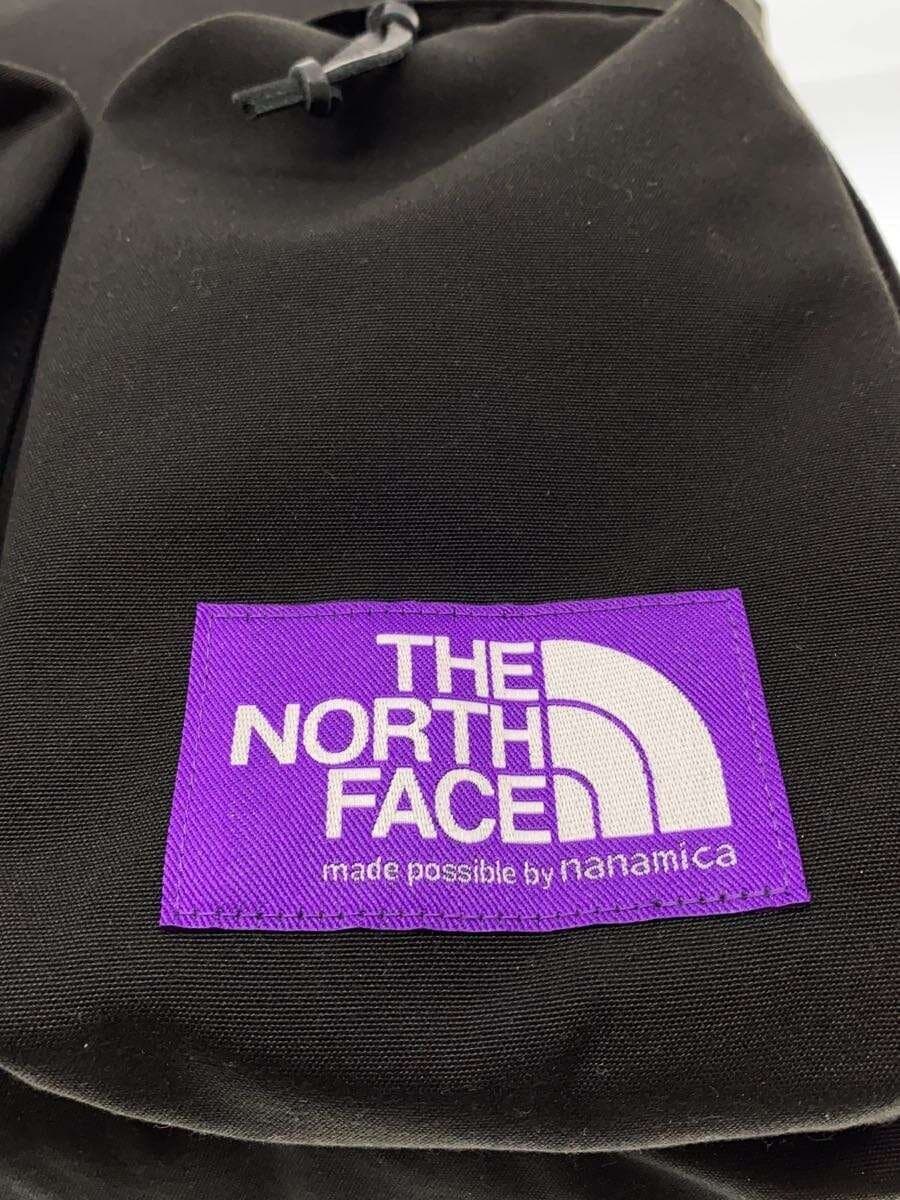 THE
NORTH
FACE
made possible by nanamica